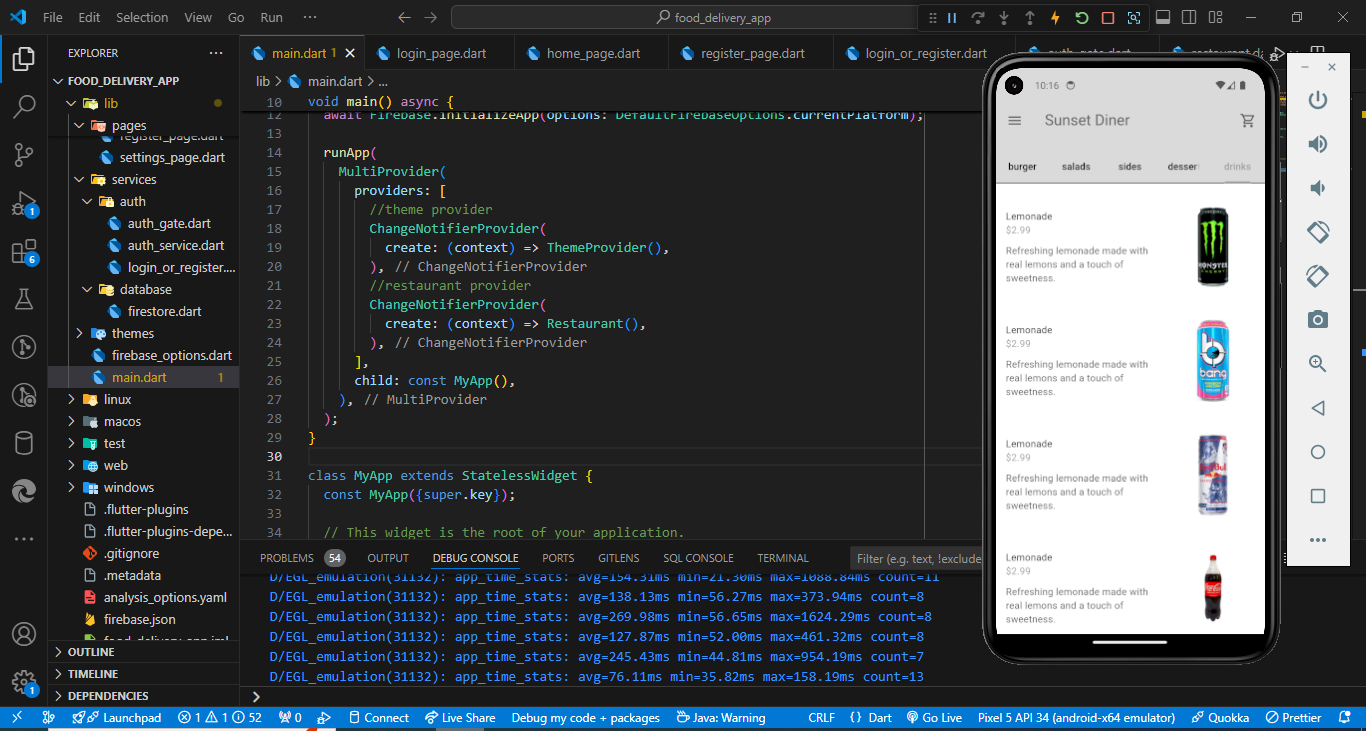 File Edit Selection View Go Run ··· food_delivery_app
EXPLORER ···
FOOD_DELIVERY_APP
lib
pages
register_page.dart
settings_page.dart
services
auth
auth_gate.dart
auth_service.dart
login_or_register....
database
firestore.dart
themes
firebase_options.dart
main.dart 1
linux
macos
test
web
windows
.flutter-plugins
.flutter-plugins-depe...
.gitignore
.metadata
analysis_options.yaml
firebase.json
food_delivery_app.iml
OUTLINE
TIMELINE
DEPENDENCIES
1
6
1
main.dart 1 login_page.dart home_page.dart register_page.dart login_or_register.dart auth_gate.dart
lib > main.dart > ...
10 void main() async {
12 await Firebase.initializeApp(options: DefaultFirebaseOptions.currentPlatform);
13
14 runApp(
15 MultiProvider(
16 providers: [
17 //theme provider
18 ChangeNotifierProvider(
19 create: (context) => ThemeProvider(),
20 ), // ChangeNotifierProvider
21 //restaurant provider
22 ChangeNotifierProvider(
23 create: (context) => Restaurant(),
24 ), // ChangeNotifierProvider
25 ],
26 child: const MyApp(),
27 ), // MultiProvider
28 );
29 }
30
31 class MyApp extends StatelessWidget {
32 const MyApp({super.key});
33
34 // This widget is the root of your application.
PROBLEMS 54 OUTPUT DEBUG CONSOLE PORTS GITLENS SQL CONSOLE TERMINAL Filter (e.g. text, !exclude
D/EGL_emulation(31132): app_time_stats: avg=154.31ms min=21.30ms max=1088.84ms count=11
D/EGL_emulation(31132): app_time_stats: avg=138.13ms min=56.27ms max=373.94ms count=8
D/EGL_emulation(31132): app_time_stats: avg=269.98ms min=56.65ms max=1624.29ms count=8
D/EGL_emulation(31132): app_time_stats: avg=127.87ms min=52.00ms max=461.32ms count=8
D/EGL_emulation(31132): app_time_stats: avg=245.43ms min=44.81ms max=954.19ms count=7
D/EGL_emulation(31132): app_time_stats: avg=76.11ms min=35.82ms max=158.19ms count=13
>
10:16
Sunset Diner
burger salads sides dessert drinks
Lemonade
$2.99
Refreshing lemonade made with
real lemons and a touch of
sweetness.
MONSTER
ENERGY
Lemonade
$2.99
Refreshing lemonade made with
real lemons and a touch of
sweetness.
bang
Lemonade
$2.99
Refreshing lemonade made with
real lemons and a touch of
sweetness.
RedBull
Lemonade
$2.99
Refreshing lemonade made with
real lemons and a touch of
sweetness.
Coca-Cola
Launchpad 1 1 52 0 Connect Live Share Debug my code + packages Java: Warning CRLF {} Dart Go Live Pixel 5 API 34 (android-x64 emulator) Quokka Prettier